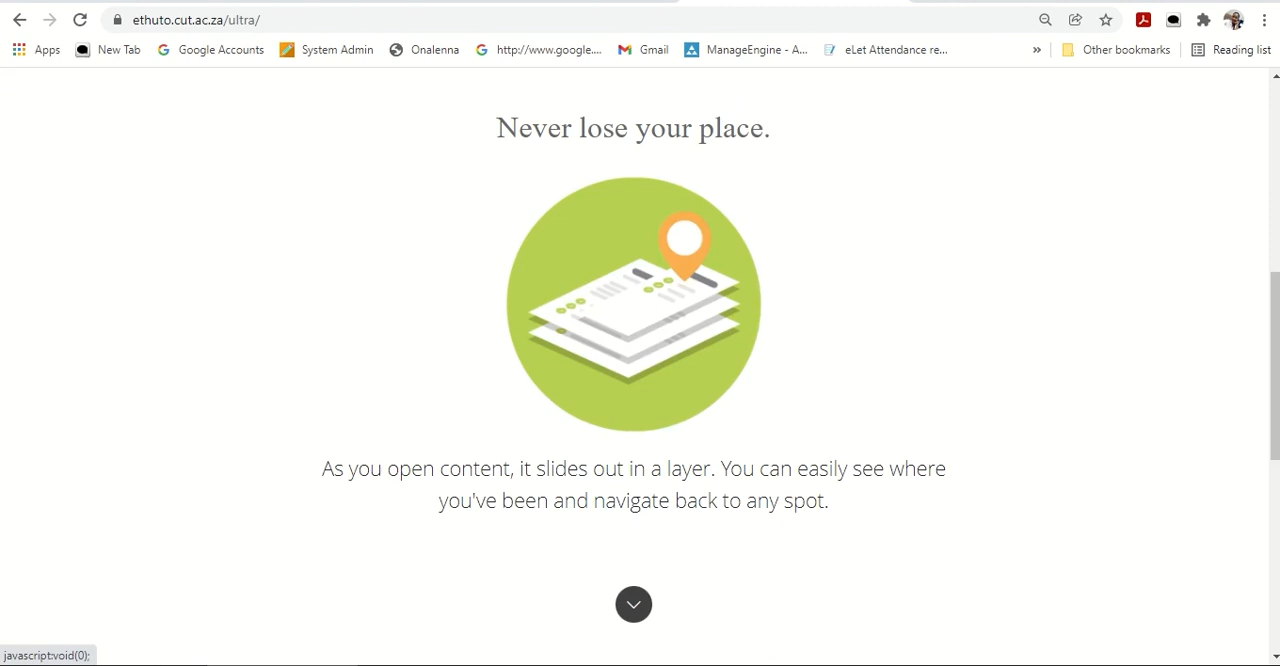 ethuto.cut.ac.za/ultra/
Apps New Tab Google Accounts System Admin Onalenna http://www.google.... Gmail ManageEngine - A... eLet Attendance re... » Other bookmarks Reading list
Never lose your place.
As you open content, it slides out in a layer. You can easily see where
you've been and navigate back to any spot.
javascript:void(0);